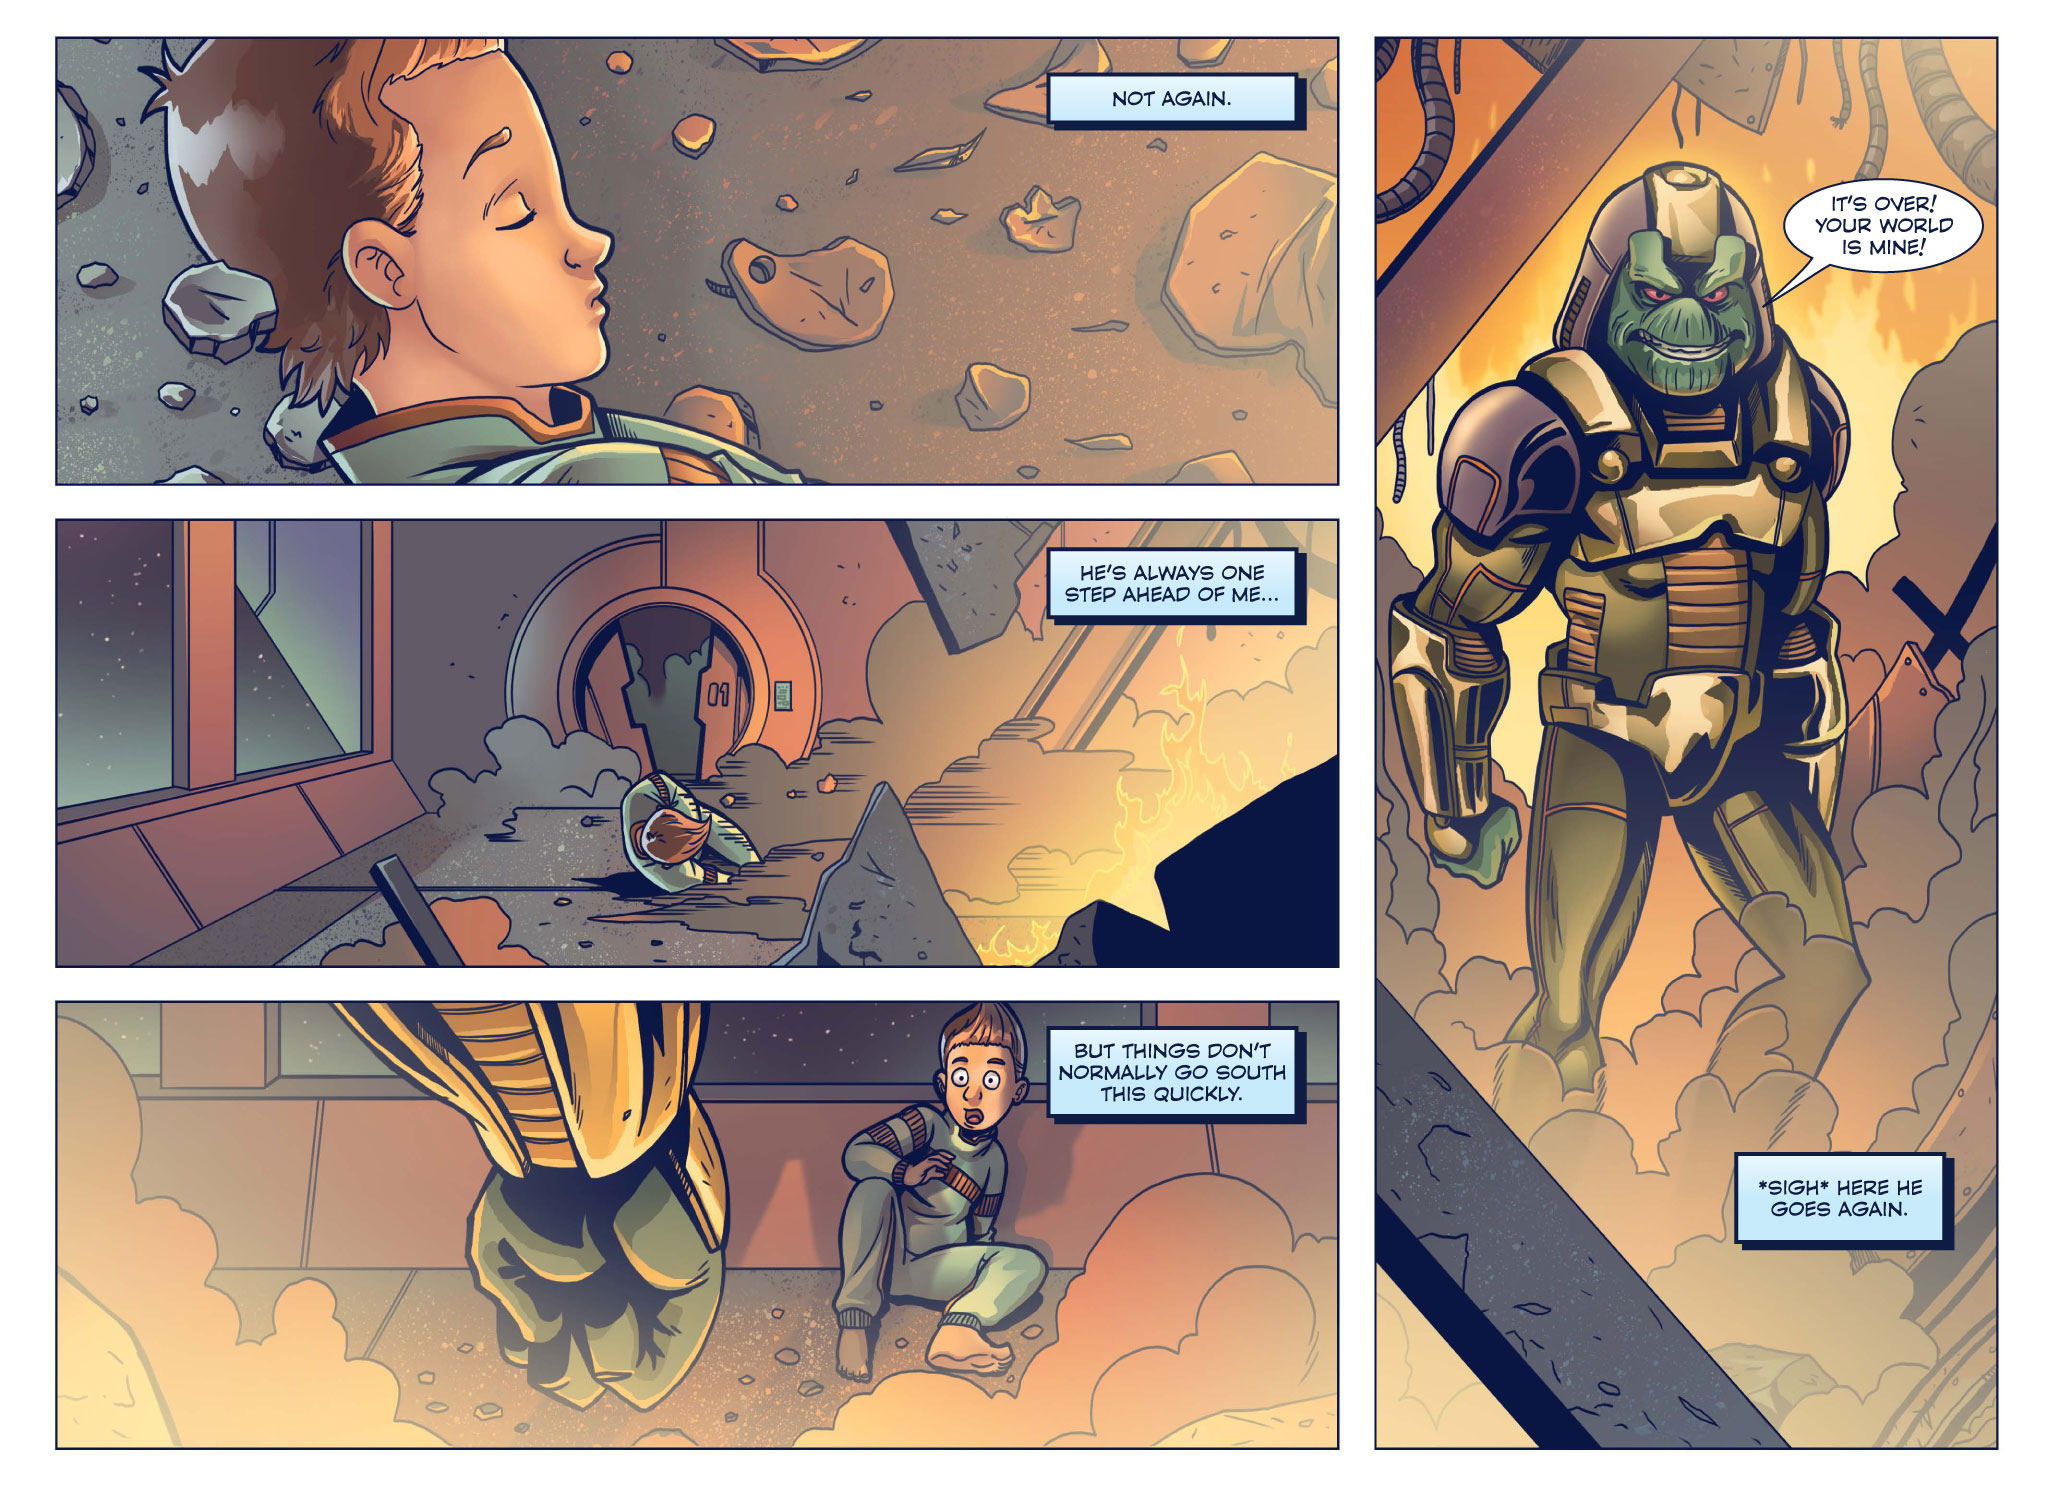 NOT AGAIN.
HE'S ALWAYS ONE
STEP AHEAD OF ME...
01
BUT THINGS DON'T
NORMALLY GO SOUTH
THIS QUICKLY.
IT'S OVER!
YOUR WORLD
IS MINE!
*SIGH* HERE HE
GOES AGAIN.